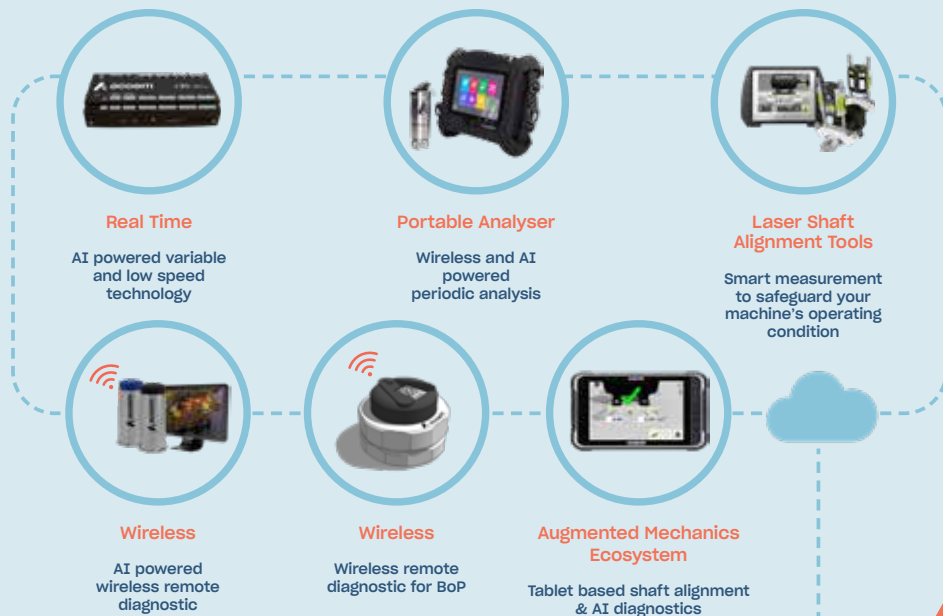 acoem
Real Time
AI powered variable
and low speed
technology
Portable Analyser
Wireless and AI
powered
periodic analysis
Laser Shaft
Alignment Tools
Smart measurement
to safeguard your
machine's operating
condition
Wireless
AI powered
wireless remote
diagnostic
Wireless
Wireless remote
diagnostic for BoP
Augmented Mechanics
Ecosystem
Tablet based shaft alignment
& AI diagnostics